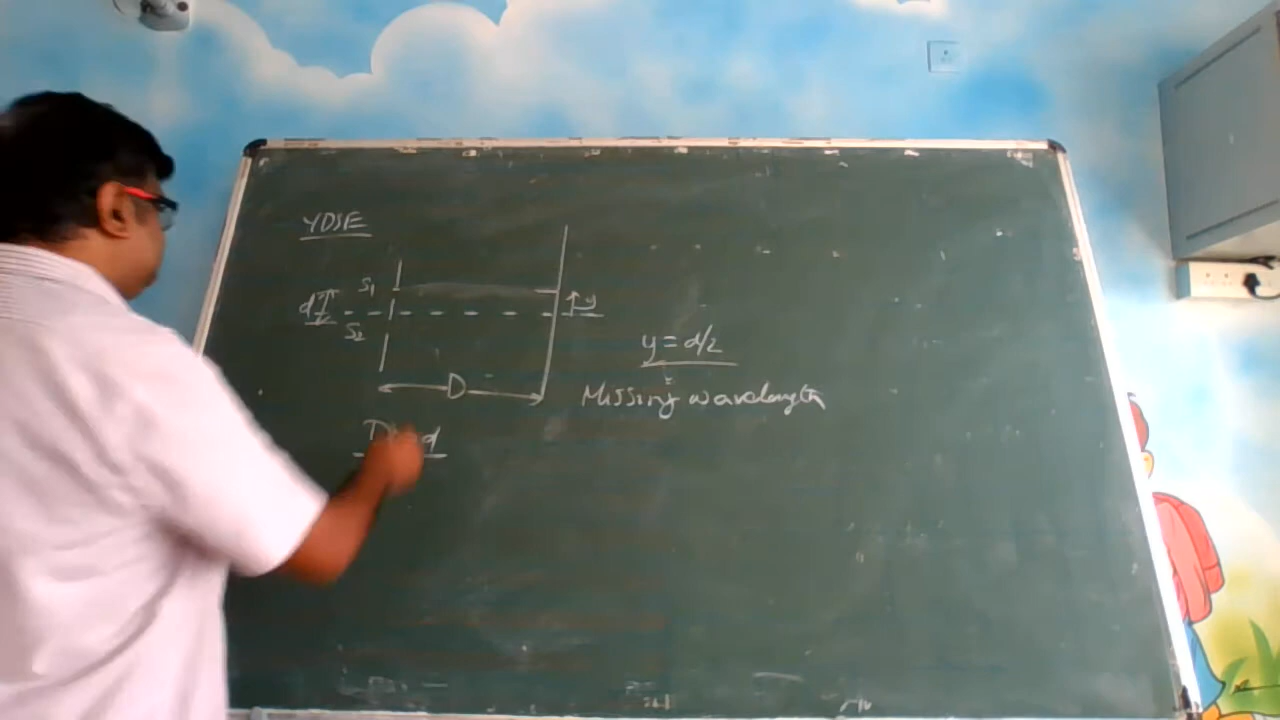 YDSE
S1
d
y
S2
y = d/2
D
Missing wavelength
D d